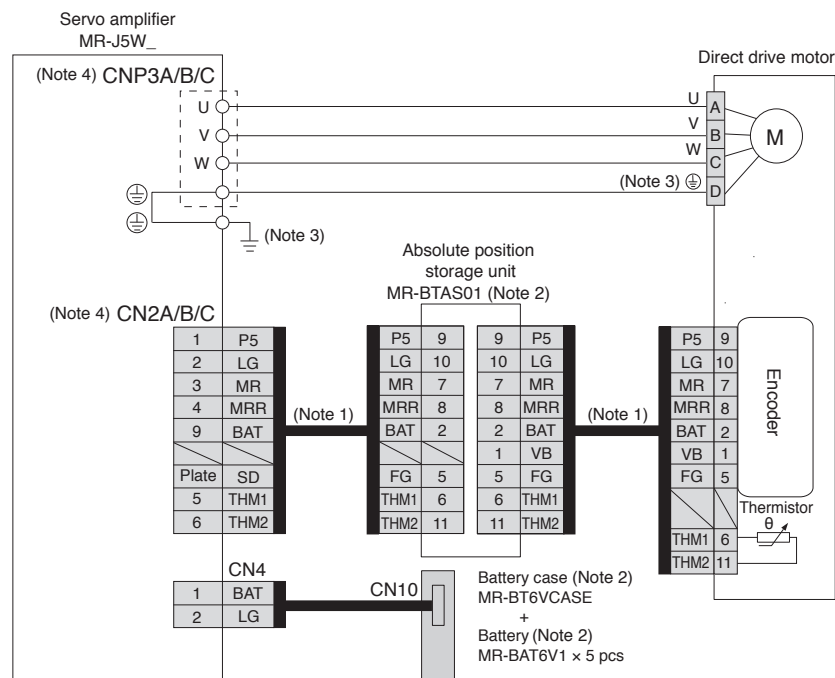 Servo amplifier
MR-J5W_
(Note 4) CNP3A/B/C
Direct drive motor
U
V
W
U
V
W
(Note 3)
A
B
C
D
M
(Note 3)
Absolute position
storage unit
MR-BTAS01 (Note 2)
(Note 4) CN2A/B/C
1 P5
2 LG
3 MR
4 MRR
9 BAT
Plate SD
5 THM1
6 THM2
(Note 1)
P5 9
LG 10
MR 7
MRR 8
BAT 2
FG 5
THM1 6
THM2 11
9 P5
10 LG
7 MR
8 MRR
2 BAT
1 VB
5 FG
6 THM1
11 THM2
(Note 1)
P5 9
LG 10
MR 7
MRR 8
BAT 2
VB 1
FG 5
THM1 6
THM2 11
Encoder
Thermistor
θ
CN4
1 BAT
2 LG
CN10
Battery case (Note 2)
MR-BT6VCASE
+
Battery (Note 2)
MR-BAT6V1 × 5 pcs